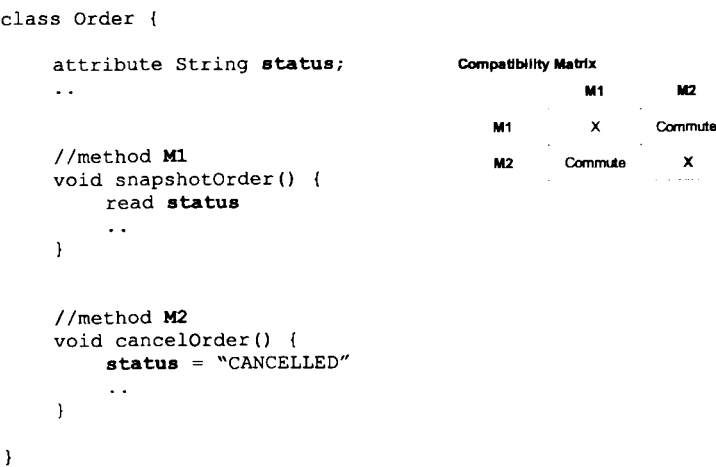 class Order {
attribute String status;
..
//method M1
void snapshotOrder() {
read status
..
}
//method M2
void cancelOrder() {
status = “CANCELLED”
..
}
}
Compatibility Matrix
M1 M2
M1 X Commute
M2 Commute X